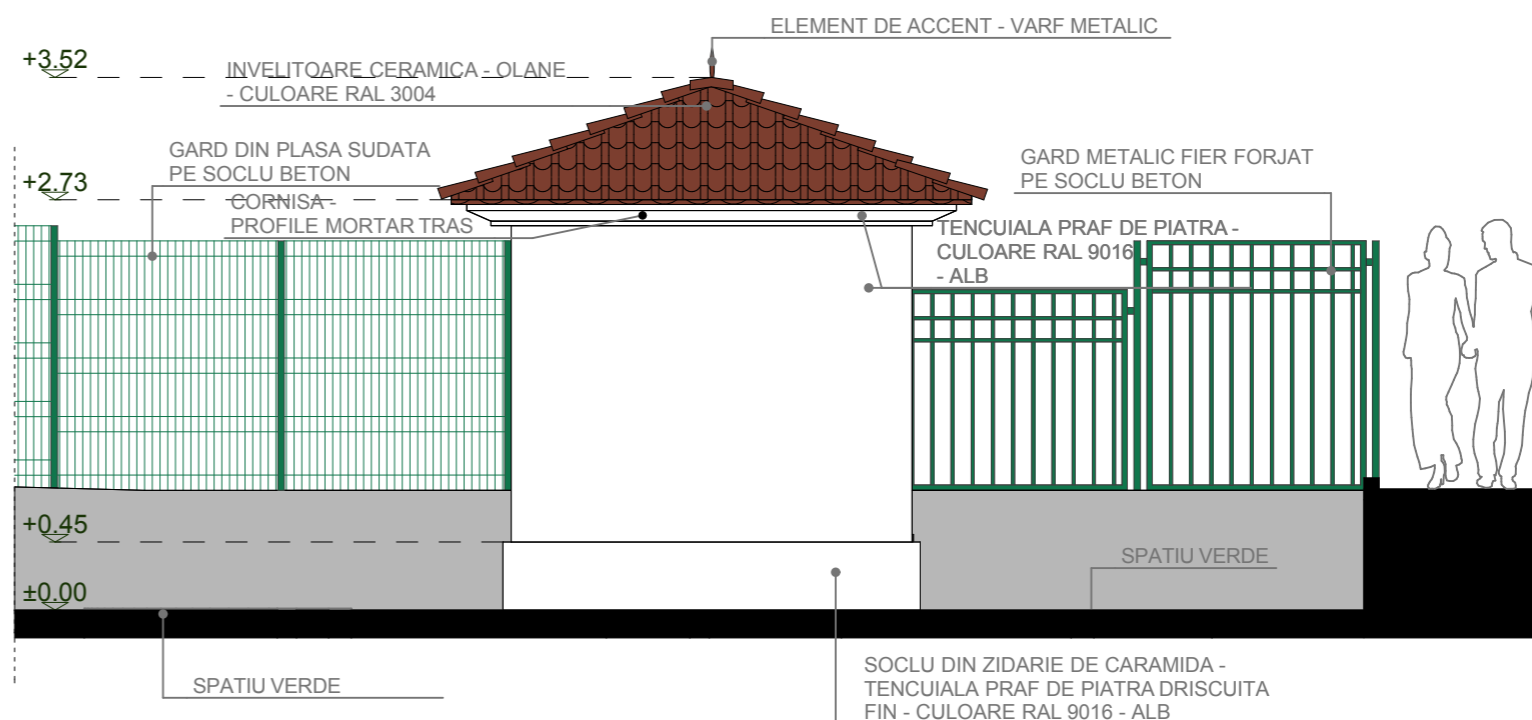 ELEMENT DE ACCENT - VARF METALIC
+3.52
INVELITOARE CERAMICA - OLANE
- CULOARE RAL 3004
GARD DIN PLASA SUDATA
PE SOCLU BETON
GARD METALIC FIER FORJAT
PE SOCLU BETON
+2.73
CORNISA -
PROFILE MORTAR TRAS
TENCUIALA PRAF DE PIATRA -
CULOARE RAL 9016
- ALB
+0.45
SPATIU VERDE
±0.00
SPATIU VERDE
SOCLU DIN ZIDARIE DE CARAMIDA -
TENCUIALA PRAF DE PIATRA DRISCUITA
FIN - CULOARE RAL 9016 - ALB